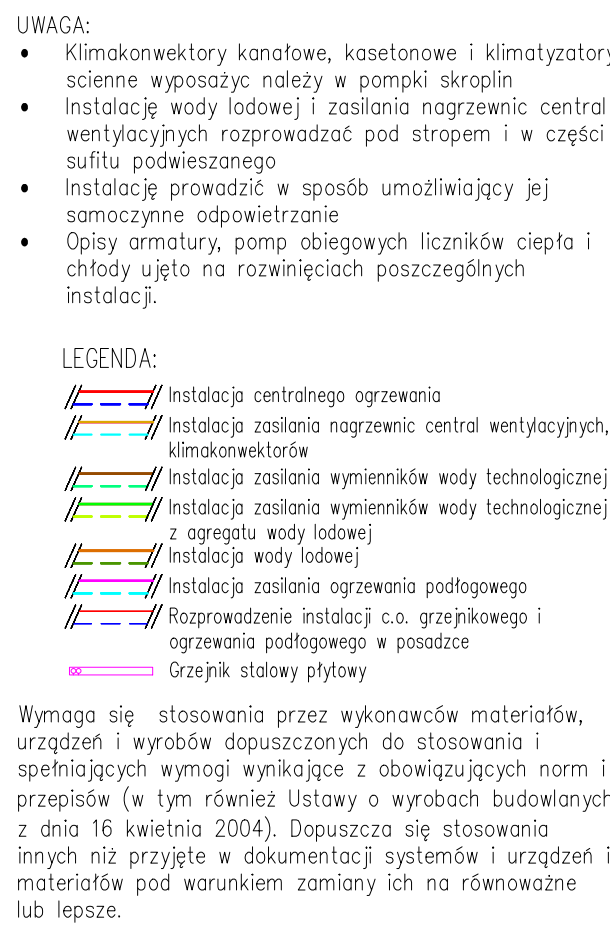 UWAGA:
• Klimakonwektory kanałowe, kasetonowe i klimatyzatory
scienne wyposażyc należy w pompki skroplin
• Instalację wody lodowej i zasilania nagrzewnic central
wentylacyjnych rozprowadzać pod stropem i w części
sufitu podwieszanego
• Instalację prowadzić w sposób umożliwiający jej
samoczynne odpowietrzanie
• Opisy armatury, pomp obiegowych liczników ciepła i
chłody ujęto na rozwinięciach poszczególnych
instalacji.
LEGENDA:
Instalacja centralnego ogrzewania
Instalacja zasilania nagrzewnic central wentylacyjnych,
klimakonwektorów
Instalacja zasilania wymienników wody technologicznej
Instalacja zasilania wymienników wody technologicznej
z agregatu wody lodowej
Instalacja wody lodowej
Instalacja zasilania ogrzewania podłogowego
Rozprowadzenie instalacji c.o. grzejnikowego i
ogrzewania podłogowego w posadzce
Grzejnik stalowy płytowy
Wymaga się stosowania przez wykonawców materiałów,
urządzeń i wyrobów dopuszczonych do stosowania i
spełniających wymogi wynikające z obowiązujących norm i
przepisów (w tym również Ustawy o wyrobach budowlanych
z dnia 16 kwietnia 2004). Dopuszcza się stosowania
innych niż przyjęte w dokumentacji systemów i urządzeń i
materiałów pod warunkiem zamiany ich na równoważne
lub lepsze.